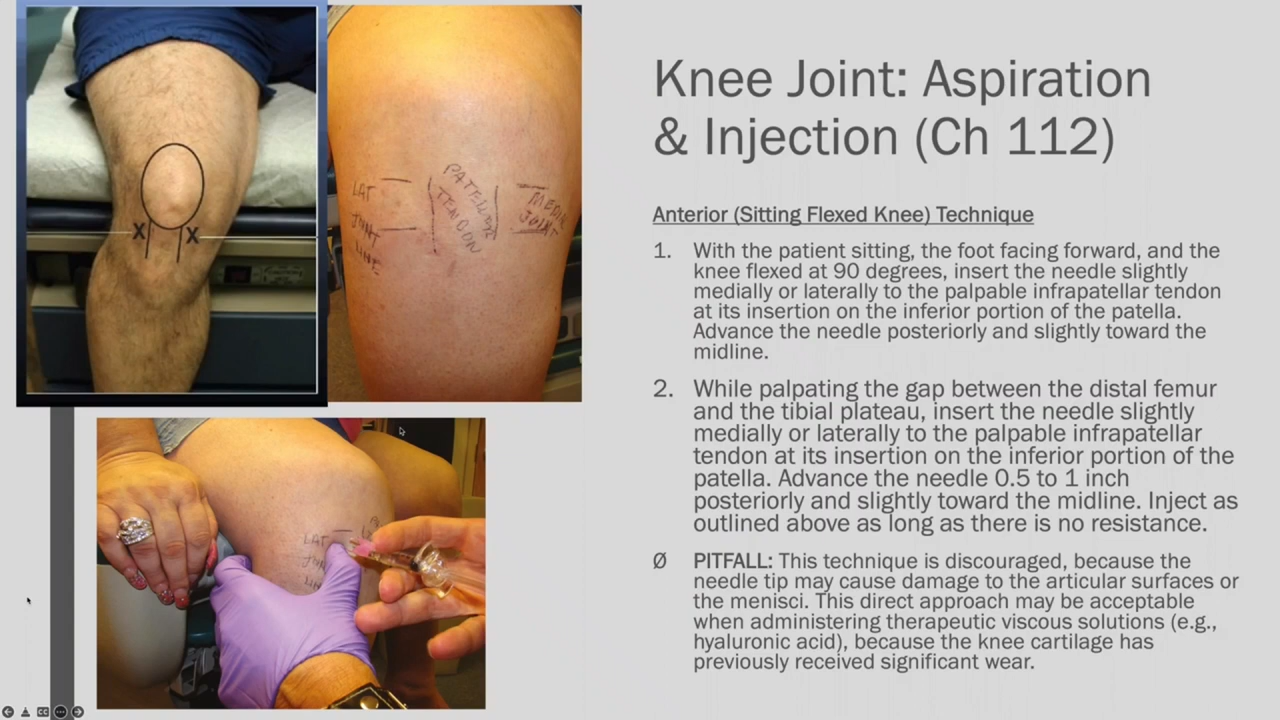 Knee Joint: Aspiration
& Injection (Ch 112)
Anterior (Sitting Flexed Knee) Technique
1. With the patient sitting, the foot facing forward, and the
knee flexed at 90 degrees, insert the needle slightly
medially or laterally to the palpable infrapatellar tendon
at its insertion on the inferior portion of the patella.
Advance the needle posteriorly and slightly toward the
midline.
2. While palpating the gap between the distal femur
and the tibial plateau, insert the needle slightly
medially or laterally to the palpable infrapatellar
tendon at its insertion on the inferior portion of the
patella. Advance the needle 0.5 to 1 inch
posteriorly and slightly toward the midline. Inject as
outlined above as long as there is no resistance.
Ø PITFALL: This technique is discouraged, because the
needle tip may cause damage to the articular surfaces or
the menisci. This direct approach may be acceptable
when administering therapeutic viscous solutions (e.g.,
hyaluronic acid), because the knee cartilage has
previously received significant wear.
X X
LAT
JOINT
LINE
TENDON
JOINT
LAT
CC